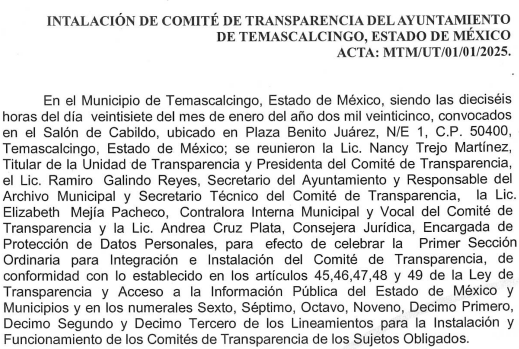 INTALACIÓN DE COMITÉ DE TRANSPARENCIA DEL AYUNTAMIENTO
DE TEMASCALCINGO, ESTADO DE MÉXICO
ACTA: MTM/UT/01/01/2025.
En el Municipio de Temascalcingo, Estado de México, siendo las dieciséis
horas del día veintisiete del mes de enero del año dos mil veinticinco, convocados
en el Salón de Cabildo, ubicado en Plaza Benito Juárez, N/E 1, C.P. 50400,
Temascalcingo, Estado de México; se reunieron la Lic. Nancy Trejo Martínez,
Titular de la Unidad de Transparencia y Presidenta del Comité de Transparencia,
el Lic. Ramiro Galindo Reyes, Secretario del Ayuntamiento y Responsable del
Archivo Municipal y Secretario Técnico del Comité de Transparencia, la Lic.
Elizabeth Mejía Pacheco, Contralora Interna Municipal y Vocal del Comité de
Transparencia y la Lic. Andrea Cruz Plata, Consejera Jurídica, Encargada de
Protección de Datos Personales, para efecto de celebrar la Primer Sección
Ordinaria para Integración e Instalación del Comité de Transparencia, de
conformidad con lo establecido en los artículos 45,46,47,48 y 49 de la Ley de
Transparencia y Acceso a la Información Pública del Estado de México y
Municipios y en los numerales Sexto, Séptimo, Octavo, Noveno, Decimo Primero,
Decimo Segundo y Decimo Tercero de los Lineamientos para la Instalación y
Funcionamiento de los Comités de Transparencia de los Sujetos Obligados.